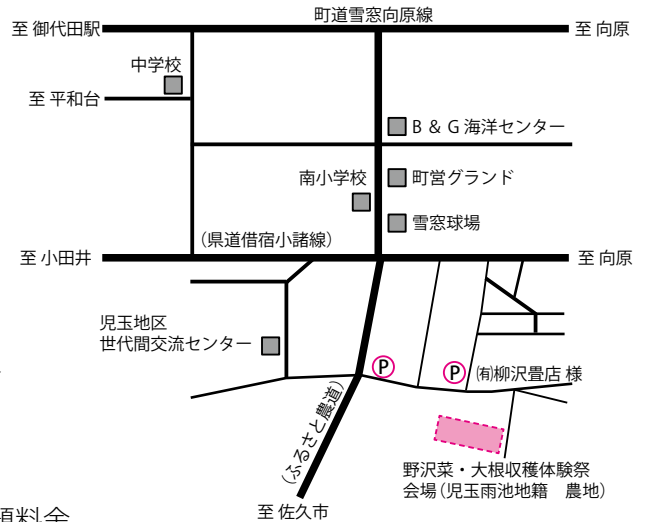 町道雪窓向原線
至 御代田駅
至 向原
中学校
至 平和台
B & G 海洋センター
南小学校
町営グランド
雪窓球場
(県道借宿小諸線)
至 小田井
至 向原
児玉地区
世代間交流センター
P
P
㈲柳沢畳店 様
(ふるさと農道)
野沢菜・大根収穫体験祭
会場(児玉雨池地籍 農地)
至 佐久市